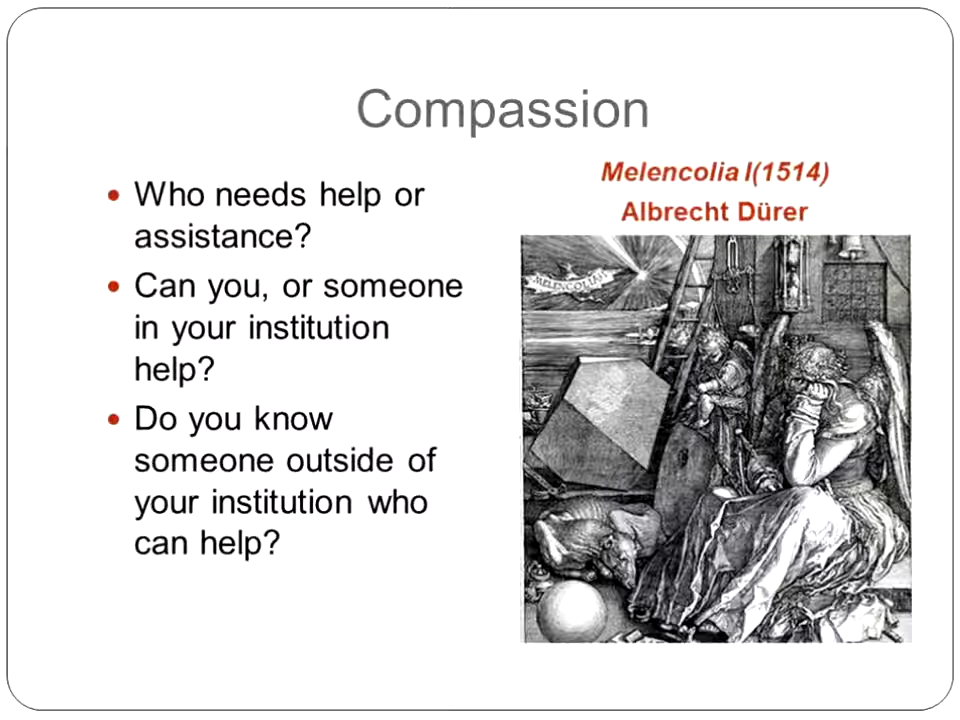 Compassion
• Who needs help or
assistance?
• Can you, or someone
in your institution
help?
• Do you know
someone outside of
your institution who
can help?
Melencolia I(1514)
Albrecht Dürer
MELENCOLIA I